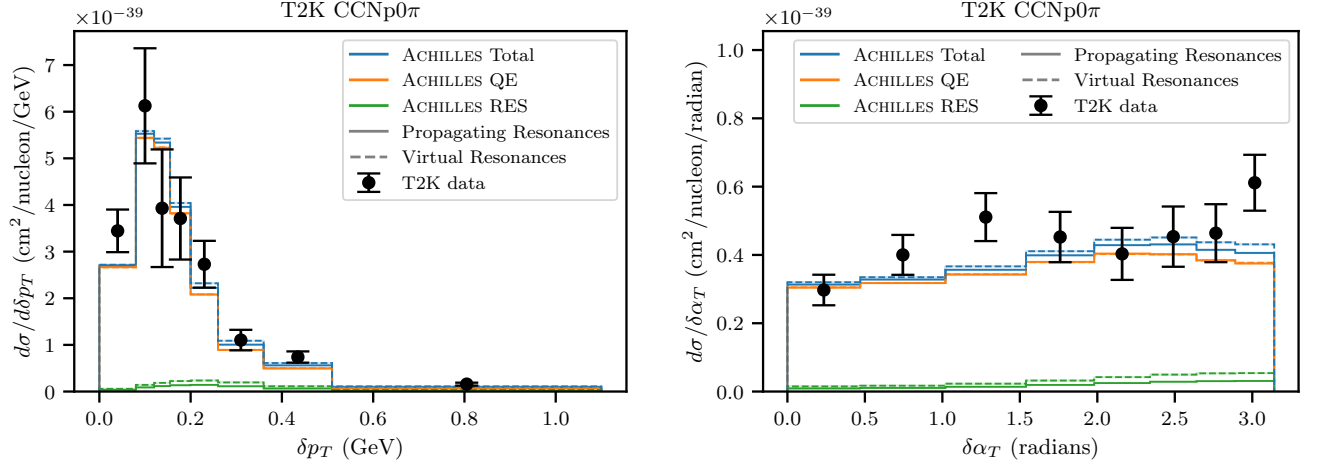 T2K CCNp0π
×10⁻³⁹
dσ/dδp_T (cm²/nucleon/GeV)
7
6
5
4
3
2
1
0
ACHILLES Total
ACHILLES QE
ACHILLES RES
Propagating Resonances
Virtual Resonances
T2K data
0.0 0.2 0.4 0.6 0.8 1.0
δp_T (GeV)
T2K CCNp0π
×10⁻³⁹
dσ/δα_T (cm²/nucleon/radian)
1.0
0.8
0.6
0.4
0.2
0.0
ACHILLES Total
ACHILLES QE
ACHILLES RES
Propagating Resonances
Virtual Resonances
T2K data
0.0 0.5 1.0 1.5 2.0 2.5 3.0
δα_T (radians)